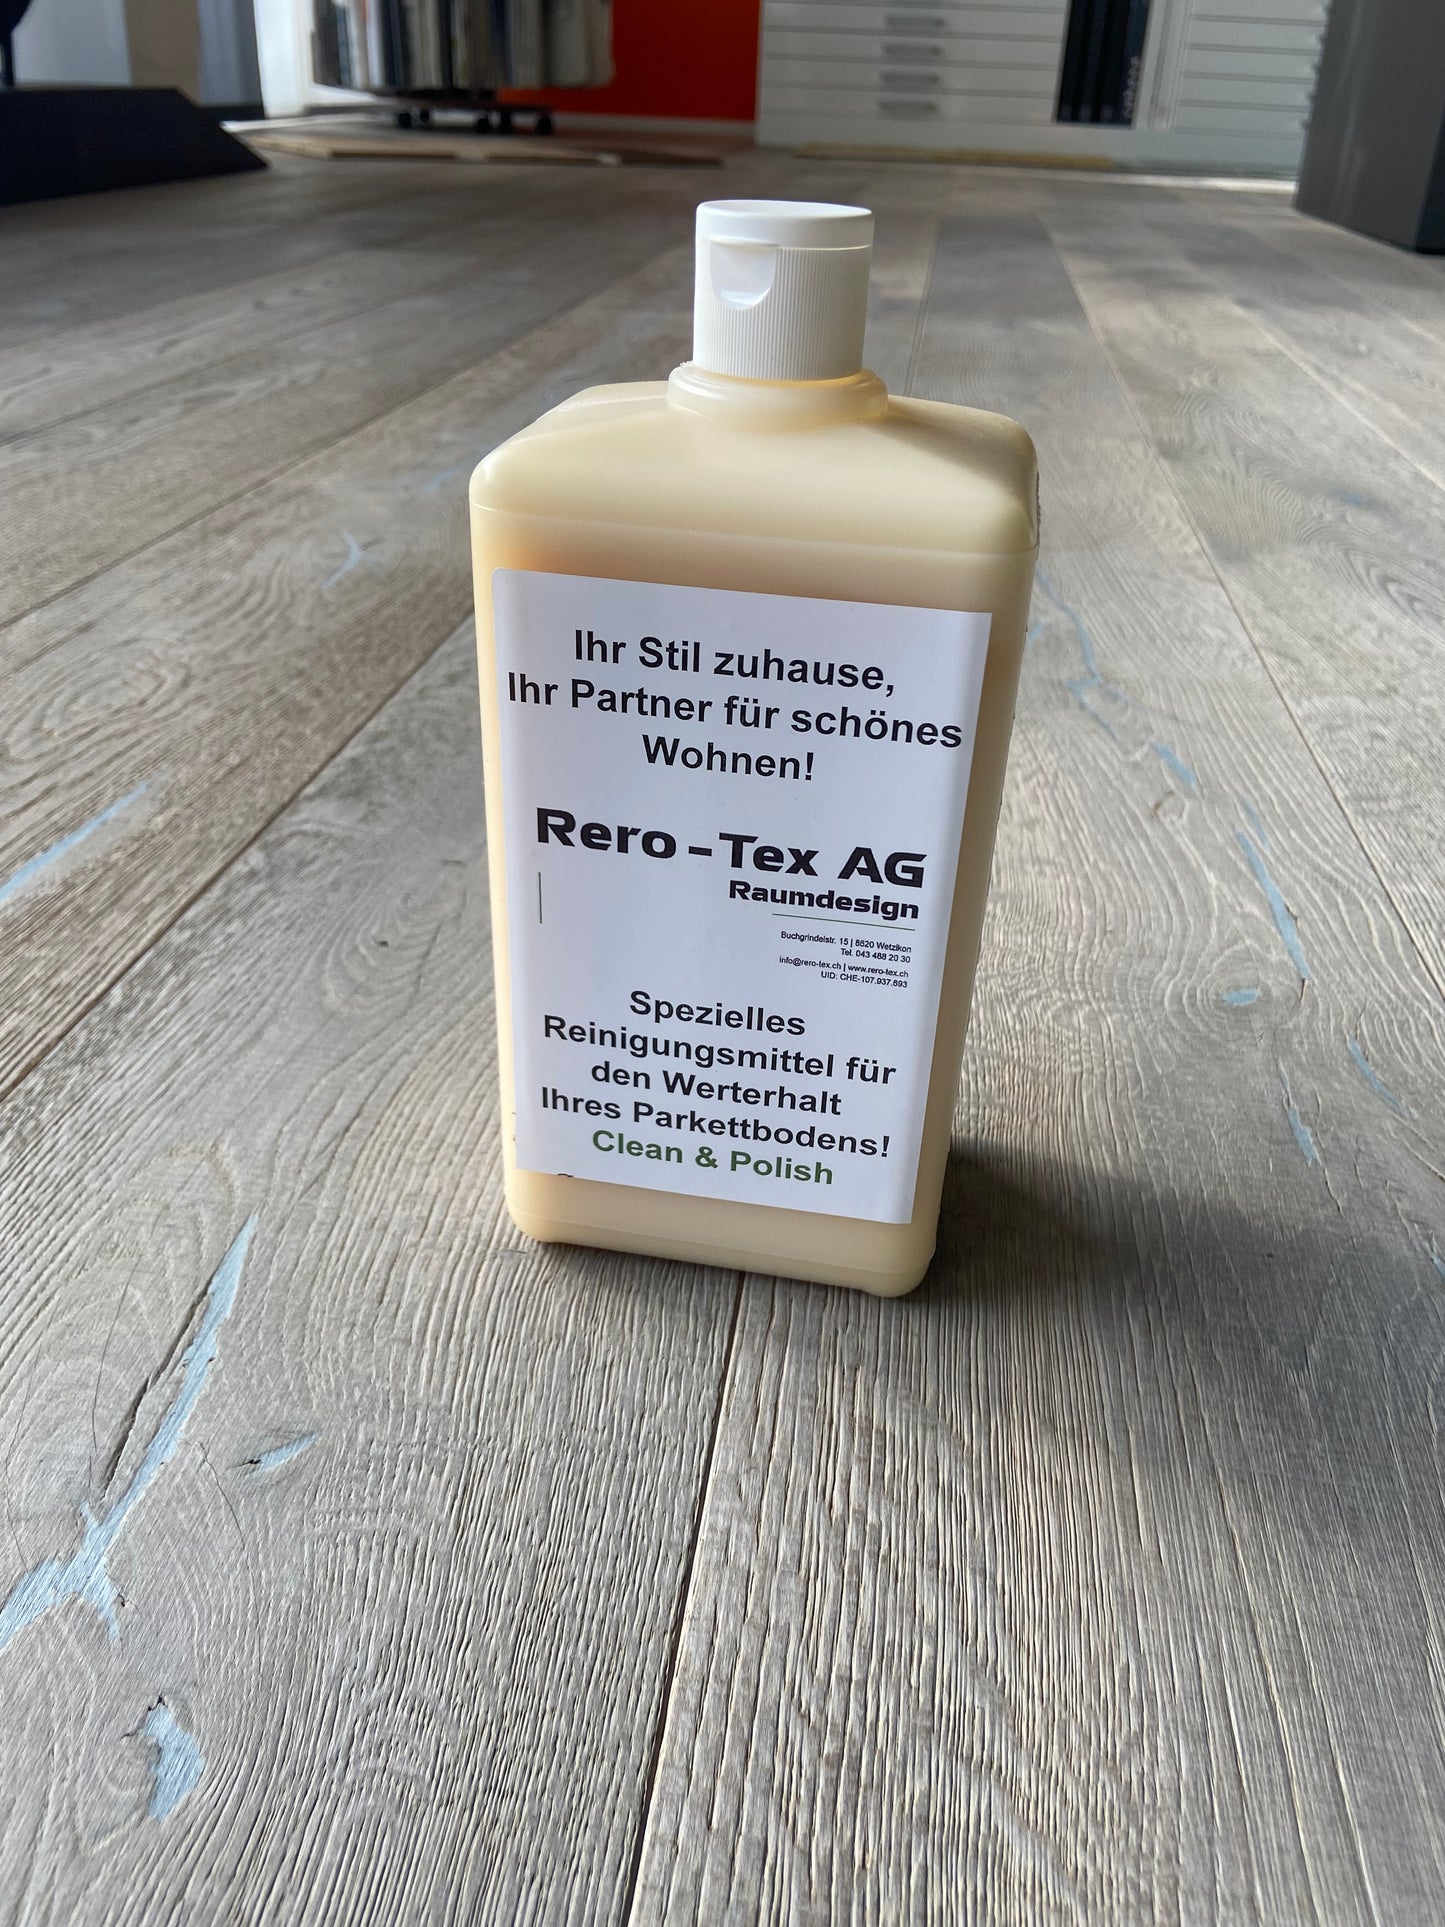 Ihr Stil zuhause,
Ihr Partner für schönes
Wohnen!
Rero-Tex AG
Raumdesign
Buchgrindelstr. 15 | 8620 Wetzikon
Tel. 043 488 20 30
info@rero-tex.ch | www.rero-tex.ch
UID: CHE-107.937.693
Spezielles
Reinigungsmittel für
den Werterhalt
Ihres Parkettbodens!
Clean & Polish